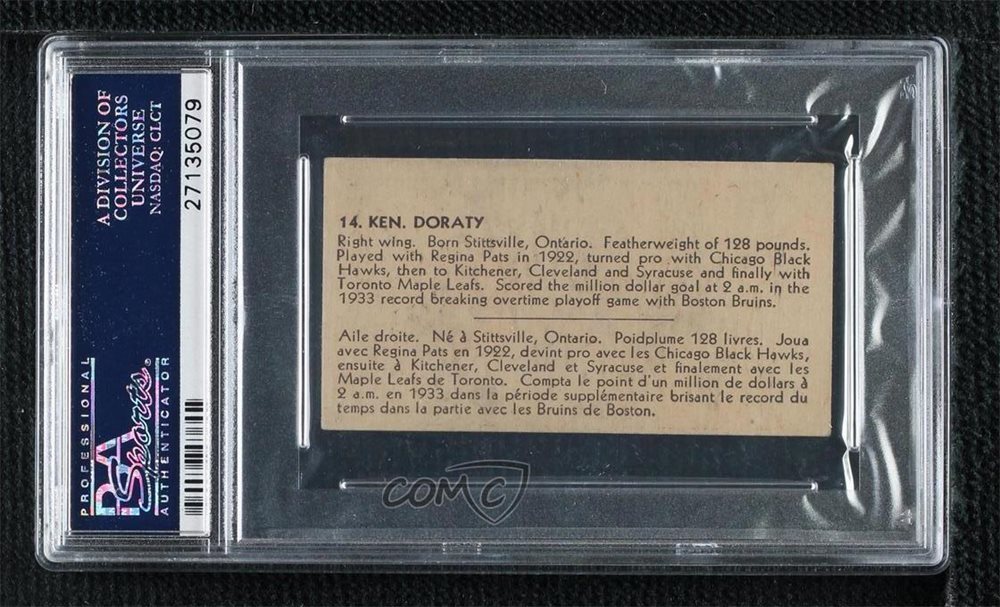 A DIVISION OF
COLLECTORS
UNIVERSE
NASDAQ: CLCT
27135079
PROFESSIONAL
PSA
Sports
AUTHENTICATOR
14. KEN. DORATY
Right wing. Born Stittsville, Ontario. Featherweight of 128 pounds.
Played with Regina Pats in 1922, turned pro with Chicago Black
Hawks, then to Kitchener, Cleveland and Syracuse and finally with
Toronto Maple Leafs. Scored the million dollar goal at 2 a.m. in the
1933 record breaking overtime playoff game with Boston Bruins.
Aile droite. Né à Stittsville, Ontario. Poidplume 128 livres. Joua
avec Regina Pats en 1922, devint pro avec les Chicago Black Hawks,
ensuite à Kitchener, Cleveland et Syracuse et finalement avec les
Maple Leafs de Toronto. Compta le point d'un million de dollars à
2 a.m. en 1933 dans la période supplémentaire brisant le record du
temps dans la partie avec les Bruins de Boston.
COMC